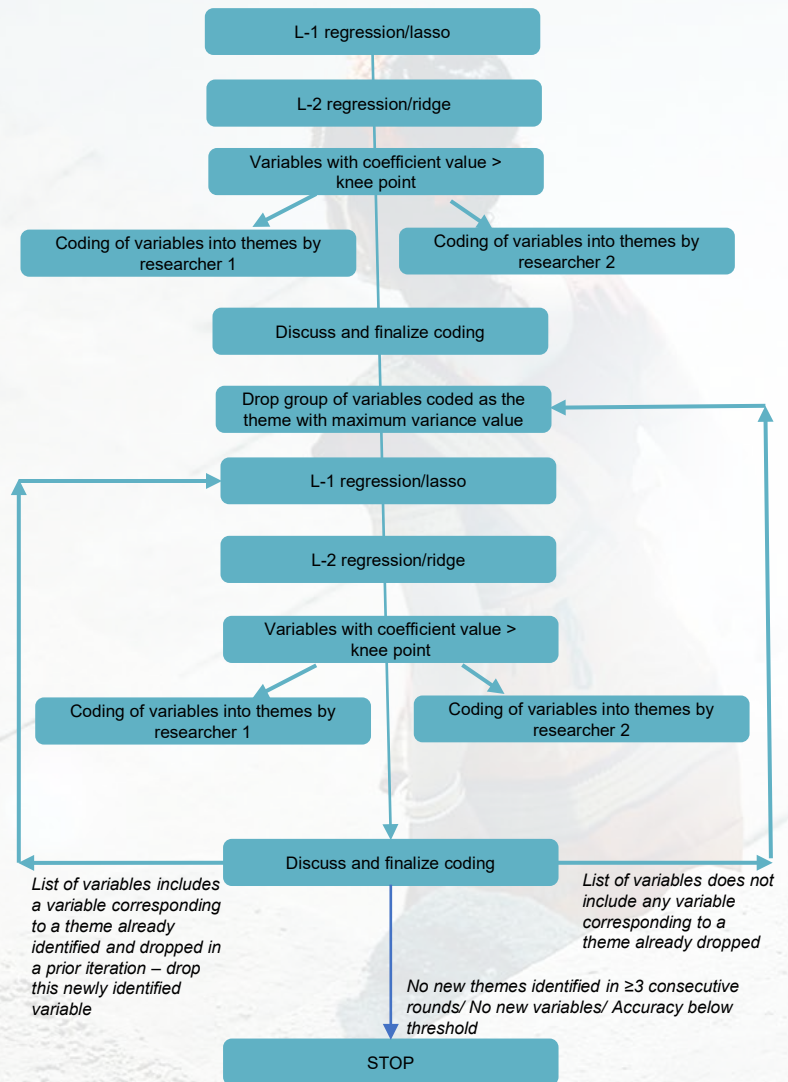 L-1 regression/lasso
L-2 regression/ridge
Variables with coefficient value >
knee point
Coding of variables into themes by
researcher 1
Coding of variables into themes by
researcher 2
Discuss and finalize coding
Drop group of variables coded as the
theme with maximum variance value
L-1 regression/lasso
L-2 regression/ridge
Variables with coefficient value >
knee point
Coding of variables into themes by
researcher 1
Coding of variables into themes by
researcher 2
Discuss and finalize coding
List of variables includes
a variable corresponding
to a theme already
identified and dropped in
a prior iteration – drop
this newly identified
variable
List of variables does not
include any variable
corresponding to a
theme already dropped
No new themes identified in ≥3 consecutive
rounds/ No new variables/ Accuracy below
threshold
STOP